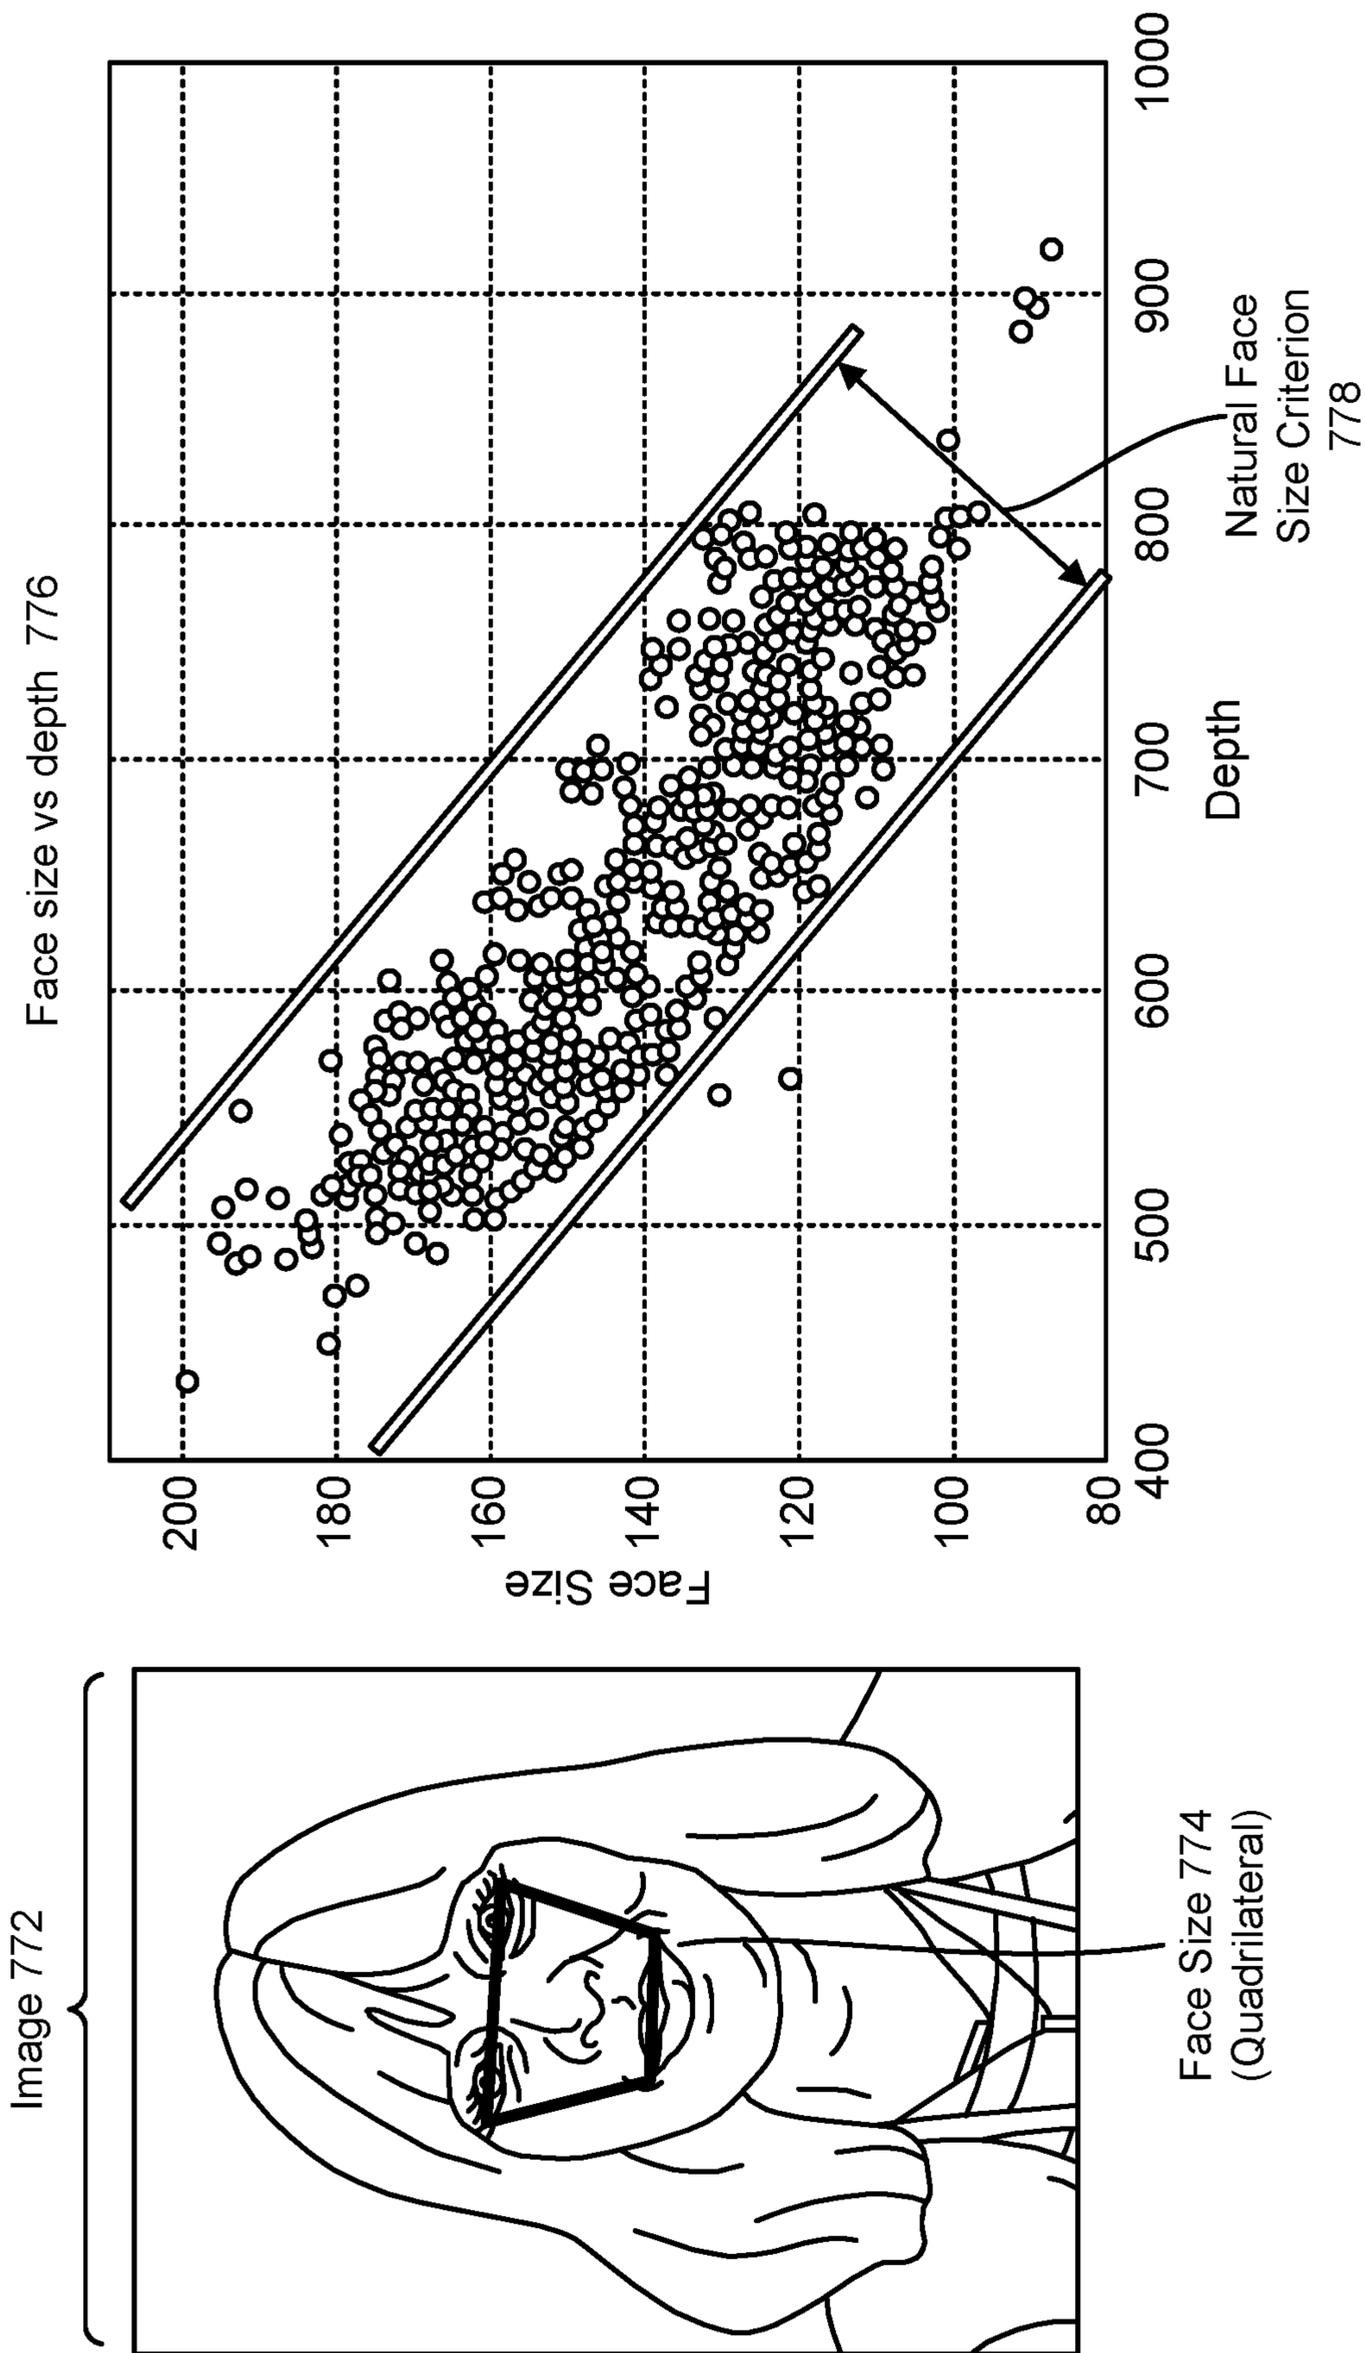 Image 772
Face Size 774
(Quadrilateral)
Face size vs depth 776
Face Size
200
180
160
140
120
100
80
400
500
600
700
800
900
1000
Depth
Natural Face
Size Criterion
778